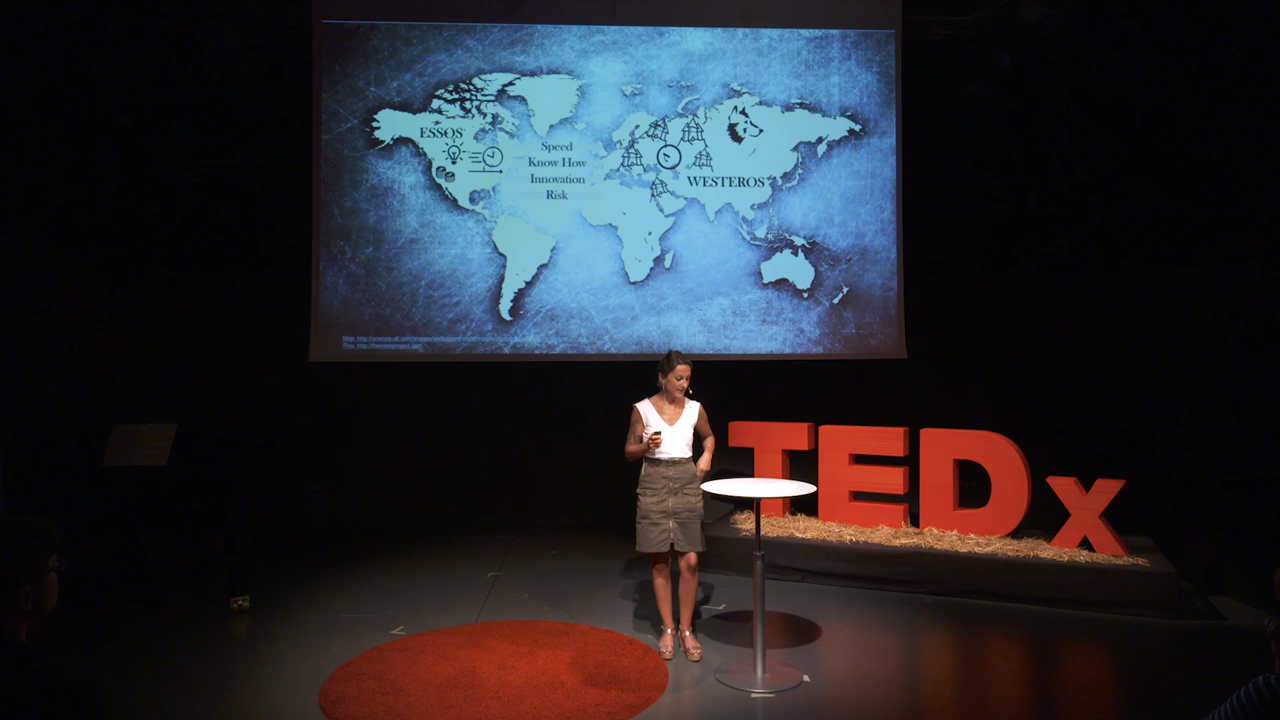 ESSOS
Speed
Know How
Innovation
Risk
WESTEROS
TEDx